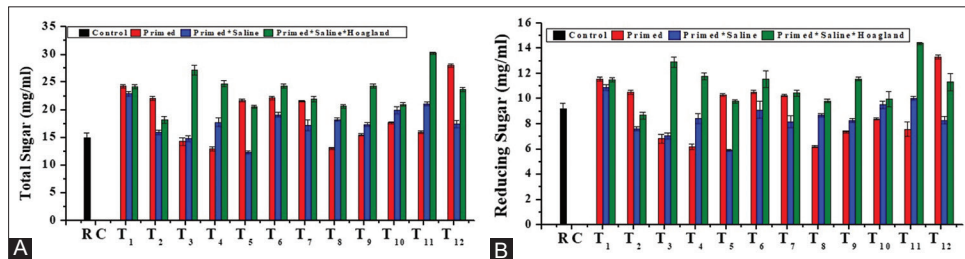 Control Primed Primed*Saline Primed*Saline*Hoagland
Total Sugar (mg/ml)
35
30
25
20
15
10
5
0
R C T1 T2 T3 T4 T5 T6 T7 T8 T9 T10 T11 T12
A
Control Primed Primed*Saline Primed*Saline*Hoagland
Reducing Sugar (mg/ml)
16
14
12
10
8
6
4
2
0
R C T1 T2 T3 T4 T5 T6 T7 T8 T9 T10 T11 T12
B